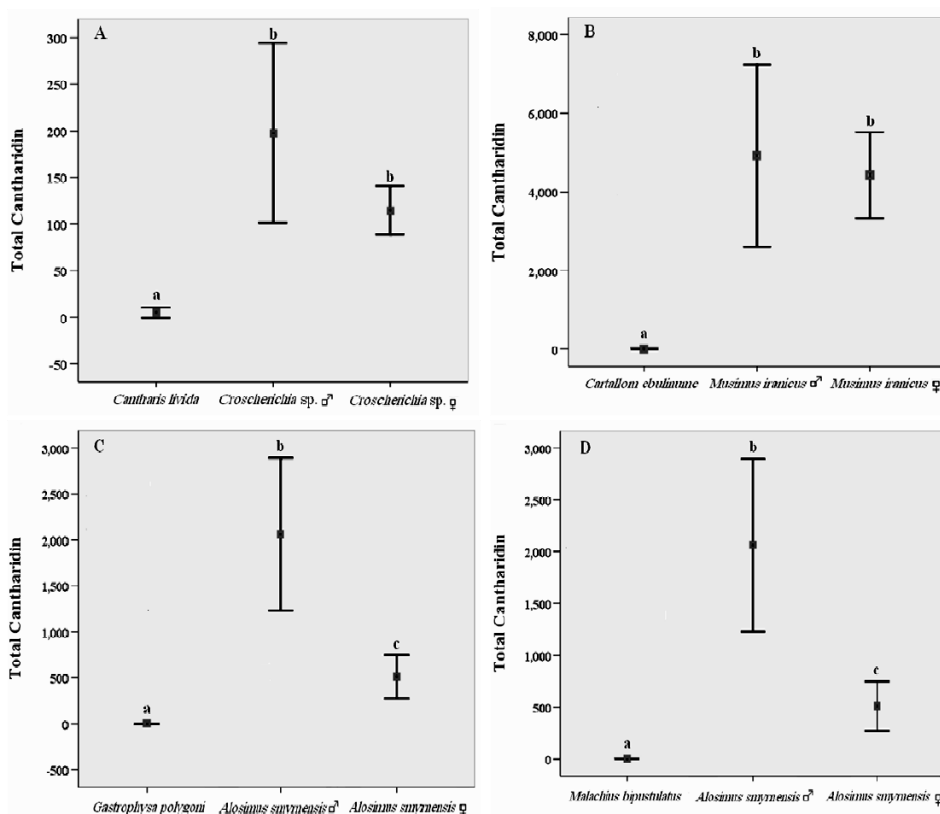 A
Total Cantharidin
300
250
200
150
100
50
0
-50
a
b
b
Cantharis livida
Croscherichia sp. ♂
Croscherichia sp. ♀
B
Total Cantharidin
8,000
6,000
4,000
2,000
0
a
b
b
Cartallom ebulinume
Musimus iranicus ♂
Musimus iranicus ♀
C
Total Cantharidin
3,000
2,500
2,000
1,500
1,000
500
0
-500
a
b
c
Gastrophysa polygoni
Alosimus smyrnensis ♂
Alosimus smyrnensis ♀
D
Total Cantharidin
3,000
2,500
2,000
1,500
1,000
500
0
a
b
c
Malachius bipustulatus
Alosimus smyrnensis ♂
Alosimus smyrnensis ♀